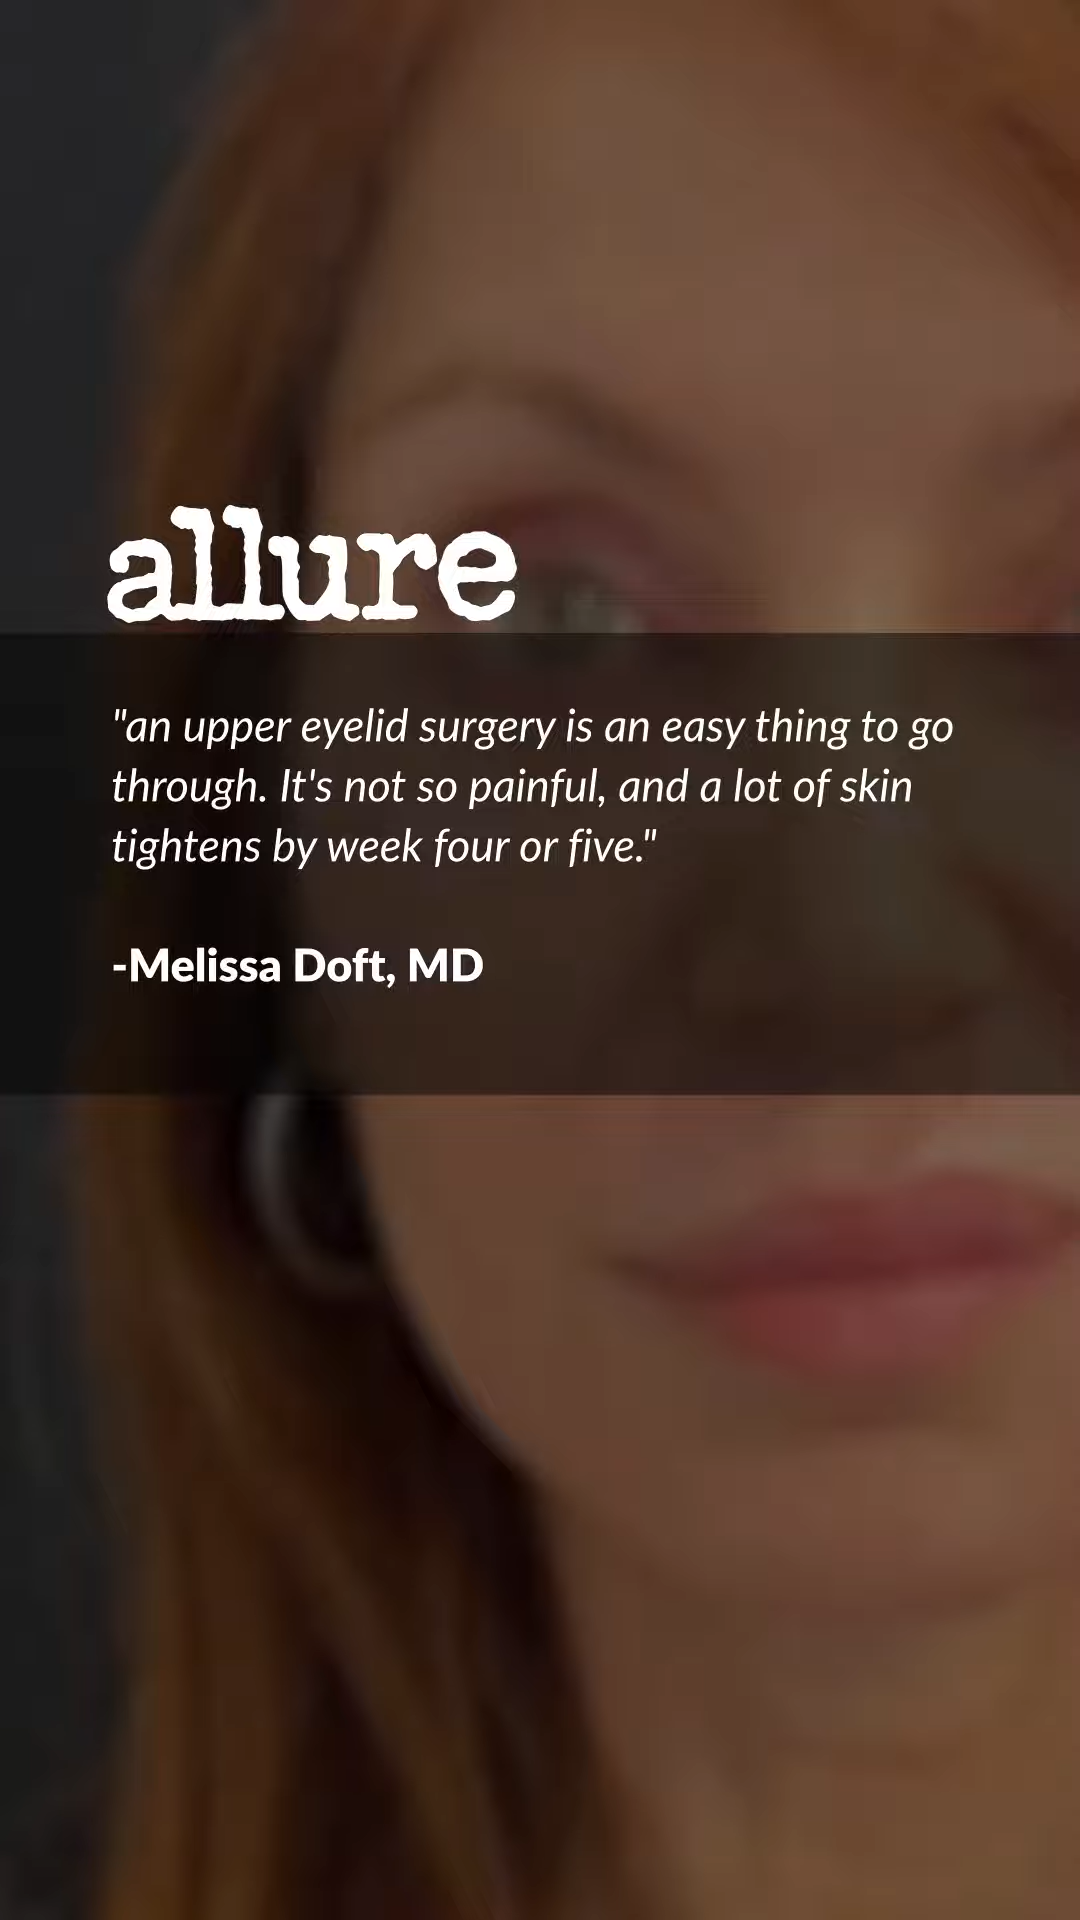 allure
"an upper eyelid surgery is an easy thing to go
through. It's not so painful, and a lot of skin
tightens by week four or five."
-Melissa Doft, MD